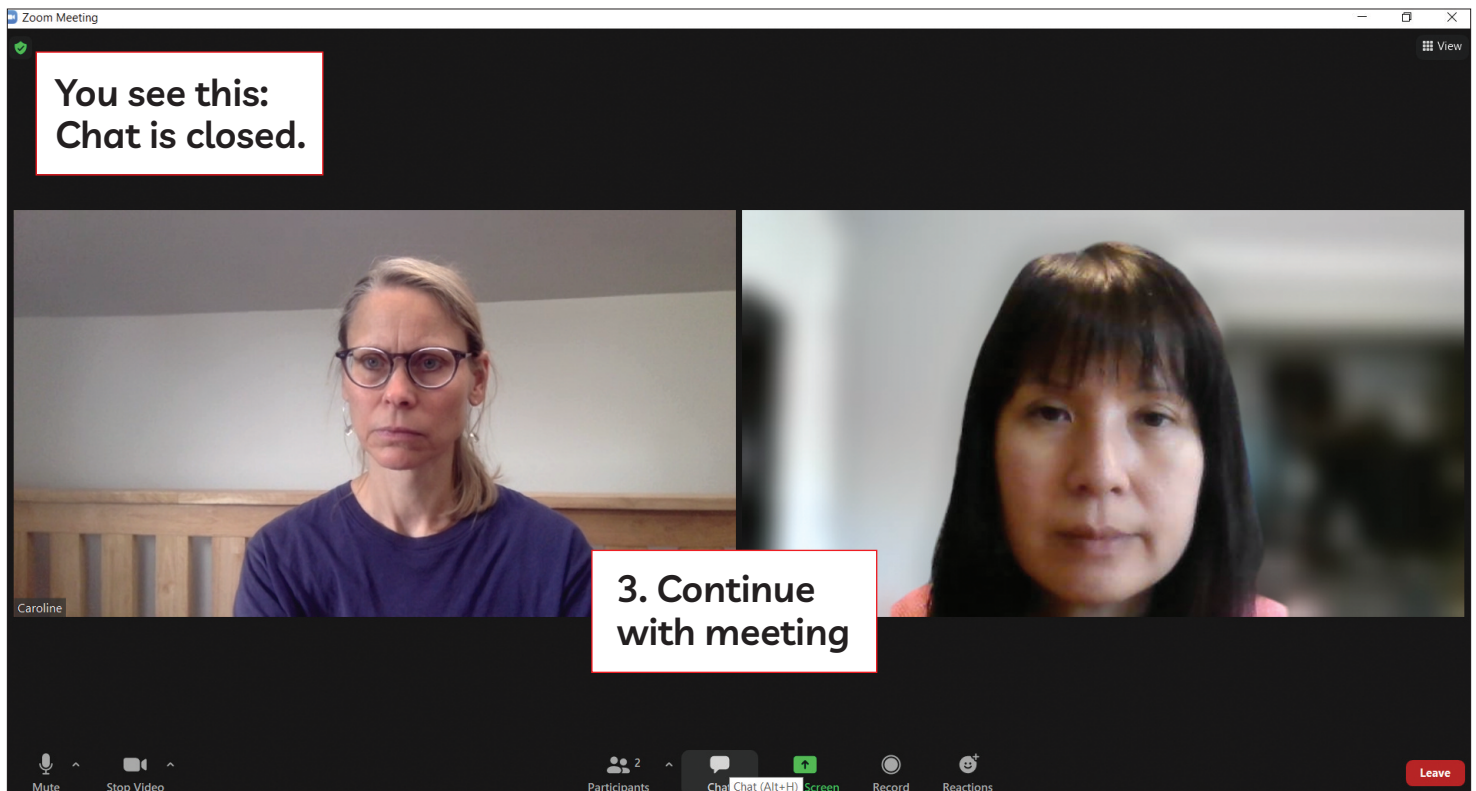 Zoom Meeting
View
You see this:
Chat is closed.
Caroline
3. Continue
with meeting
2
Mute
Stop Video
Participants
Chat
Chat (Alt+H)
Screen
Record
Reactions
Leave